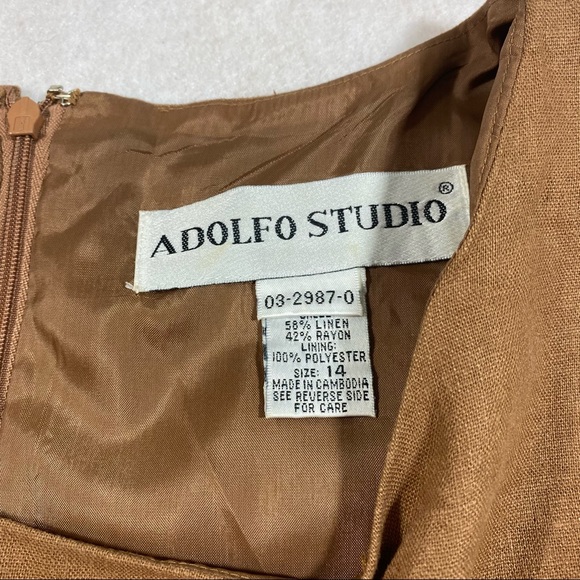 ADOLFO STUDIO®
03-2987-0
58% LINEN
42% RAYON
LINING:
100% POLYESTER
SIZE: 14
MADE IN CAMBODIA
SEE REVERSE SIDE
FOR CARE